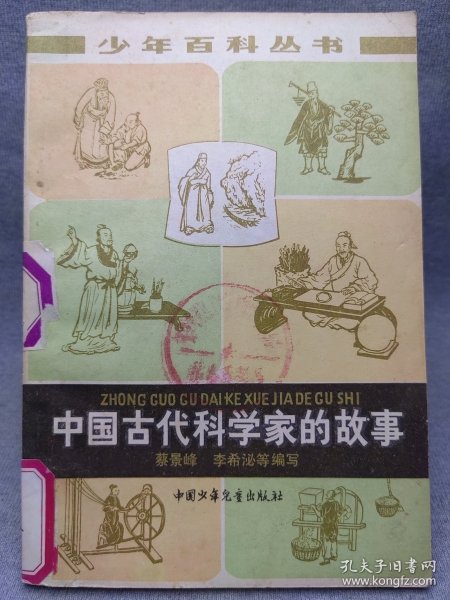 少年百科丛书
ZHONG GUO GU DAI KE XUE JIA DE GU SHI
中国古代科学家的故事
蔡景峰 李希泌等编写
中国少年儿童出版社
孔夫子旧书网
www.kongfz.com